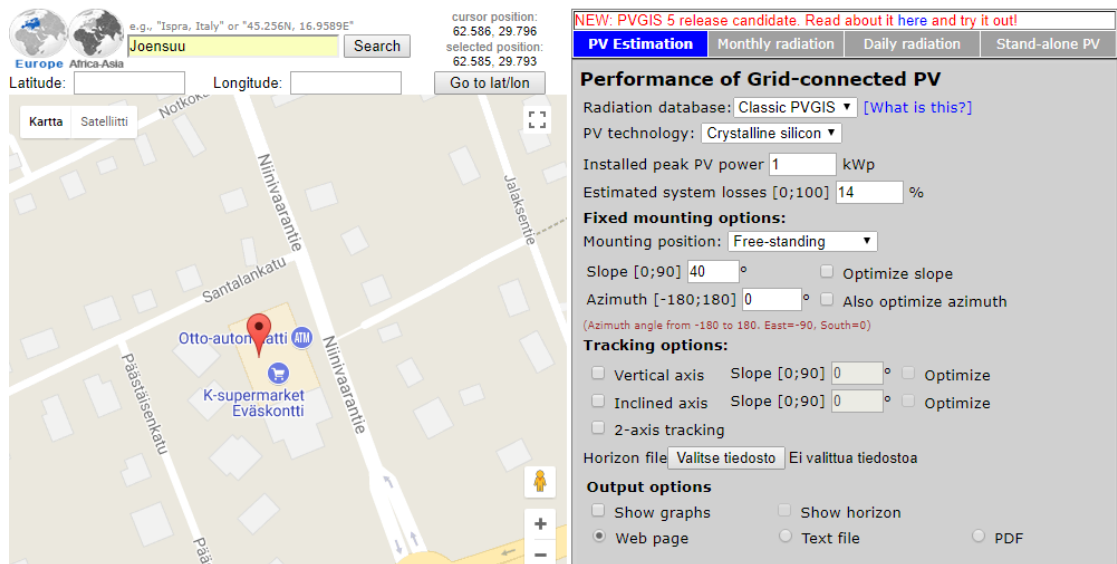 e.g., "Ispra, Italy" or "45.256N, 16.9589E"
Joensuu
Search
Europe Africa-Asia
cursor position:
62.586, 29.796
selected position:
62.585, 29.793
Latitude:
Longitude:
Go to lat/lon
Kartta Satelliitti
Niinivaarantie
Jalaksentie
Santalankatu
Otto-automaatti ATM
K-supermarket
Eväskontti
Niinivaarantie
Päästäisenkatu
NEW: PVGIS 5 release candidate. Read about it here and try it out!
PV Estimation Monthly radiation Daily radiation Stand-alone PV
Performance of Grid-connected PV
Radiation database: Classic PVGIS [What is this?]
PV technology: Crystalline silicon
Installed peak PV power 1 kWp
Estimated system losses [0;100] 14 %
Fixed mounting options:
Mounting position: Free-standing
Slope [0;90] 40 ° Optimize slope
Azimuth [-180;180] 0 ° Also optimize azimuth
(Azimuth angle from -180 to 180. East=-90, South=0)
Tracking options:
Vertical axis Slope [0;90] 0 ° Optimize
Inclined axis Slope [0;90] 0 ° Optimize
2-axis tracking
Horizon file Valitse tiedosto Ei valittua tiedostoa
Output options
Show graphs Show horizon
Web page Text file PDF